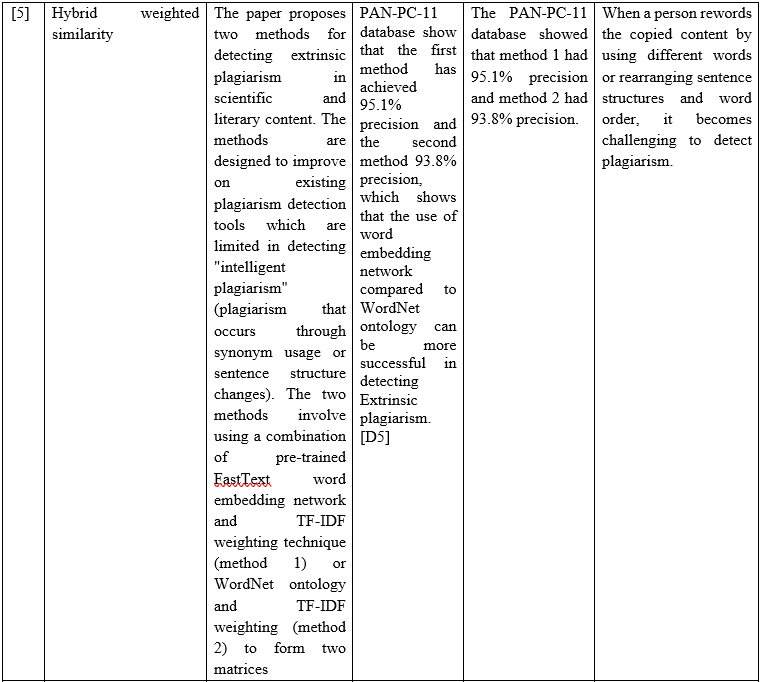 [5]
Hybrid weighted
similarity
The paper proposes
two methods for
detecting extrinsic
plagiarism in
scientific and
literary content. The
methods are
designed to improve
on existing
plagiarism detection
tools which are
limited in detecting
"intelligent
plagiarism"
(plagiarism that
occurs through
synonym usage or
sentence structure
changes). The two
methods involve
using a combination
of pre-trained
FastText word
embedding network
and TF-IDF
weighting technique
(method 1) or
WordNet ontology
and TF-IDF
weighting (method
2) to form two
matrices
PAN-PC-11
database show
that the first
method has
achieved
95.1%
precision and
the second
method 93.8%
precision,
which shows
that the use of
word
embedding
network
compared to
WordNet
ontology can
be more
successful in
detecting
Extrinsic
plagiarism.
[D5]
The PAN-PC-11
database showed
that method 1 had
95.1% precision
and method 2 had
93.8% precision.
When a person rewords
the copied content by
using different words
or rearranging sentence
structures and word
order, it becomes
challenging to detect
plagiarism.